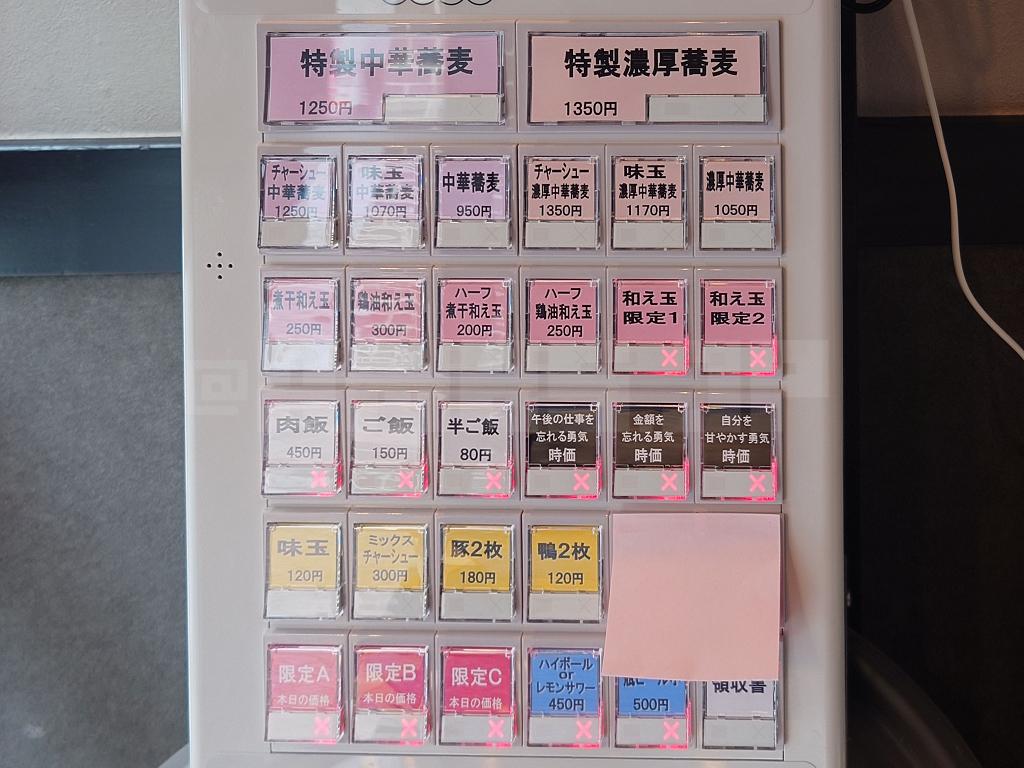 特製中華蕎麦
1250円
特製濃厚蕎麦
1350円
チャーシュー
中華蕎麦
1250円
味玉
中華蕎麦
1070円
中華蕎麦
950円
チャーシュー
濃厚中華蕎麦
1350円
味玉
濃厚中華蕎麦
1170円
濃厚中華蕎麦
1050円
煮干和え玉
250円
鶏油和え玉
300円
ハーフ
煮干和え玉
200円
ハーフ
鶏油和え玉
250円
和え玉
限定1
和え玉
限定2
肉飯
450円
ご飯
150円
半ご飯
80円
午後の仕事を
忘れる勇気
時価
金額を
忘れる勇気
時価
自分を
甘やかす勇気
時価
味玉
120円
ミックス
チャーシュー
300円
豚2枚
180円
鴨2枚
120円
限定A
本日の価格
限定B
本日の価格
限定C
本日の価格
ハイボール
or
レモンサワー
450円
500円
領収書